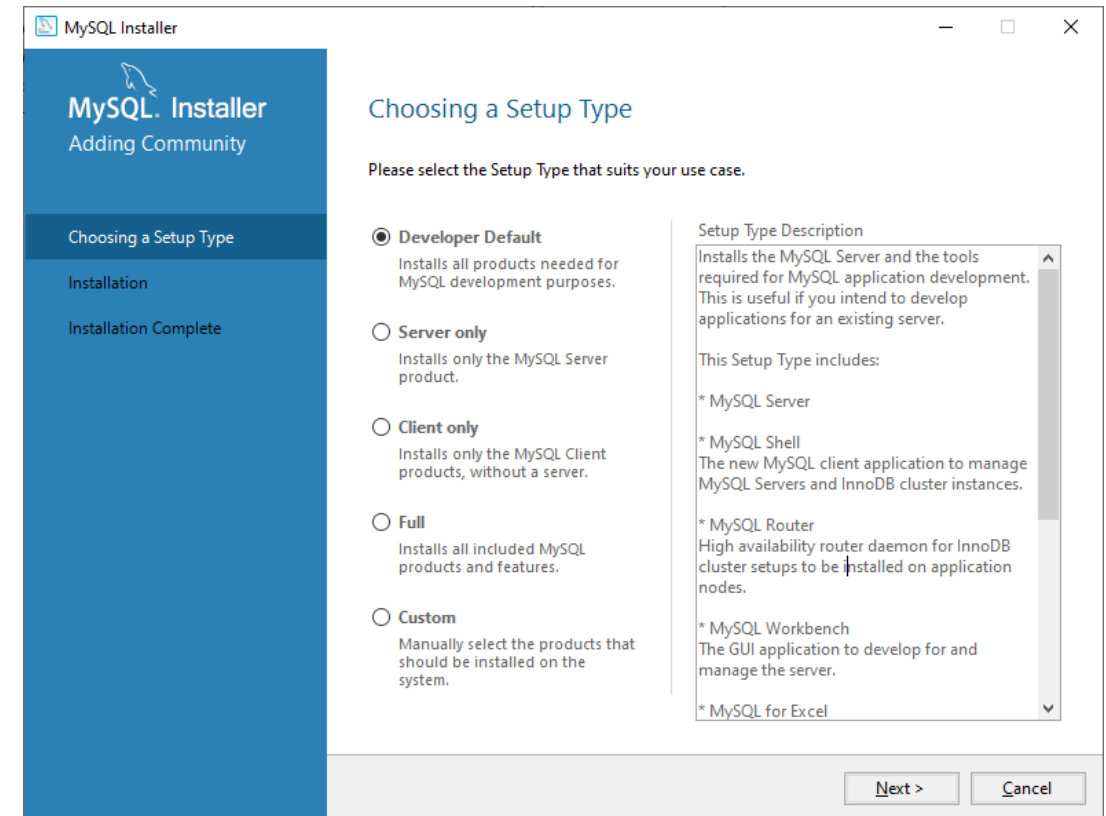 MySQL Installer
MySQL. Installer
Adding Community
Choosing a Setup Type
Installation
Installation Complete
Choosing a Setup Type
Please select the Setup Type that suits your use case.
Developer Default
Installs all products needed for
MySQL development purposes.
Server only
Installs only the MySQL Server
product.
Client only
Installs only the MySQL Client
products, without a server.
Full
Installs all included MySQL
products and features.
Custom
Manually select the products that
should be installed on the
system.
Setup Type Description
Installs the MySQL Server and the tools
required for MySQL application development.
This is useful if you intend to develop
applications for an existing server.
This Setup Type includes:
* MySQL Server
* MySQL Shell
The new MySQL client application to manage
MySQL Servers and InnoDB cluster instances.
* MySQL Router
High availability router daemon for InnoDB
cluster setups to be installed on application
nodes.
* MySQL Workbench
The GUI application to develop for and
manage the server.
* MySQL for Excel
Next >
Cancel